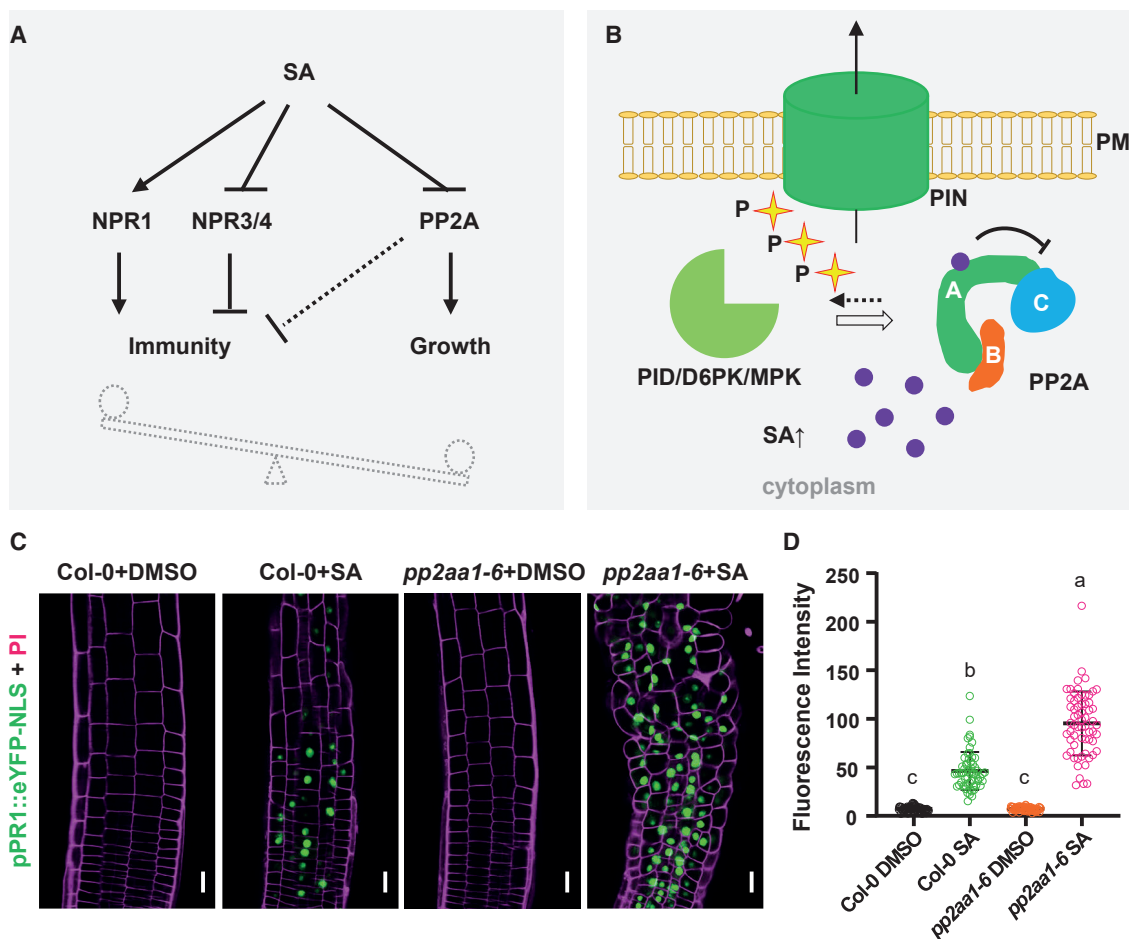 A
SA
NPR1 NPR3/4 PP2A
Immunity Growth
B
PM
PIN
P
P
P
A
C
B
PID/D6PK/MPK
PP2A
SA↑
cytoplasm
C
Col-0+DMSO Col-0+SA pp2aa1-6+DMSO pp2aa1-6+SA
pPR1::eYFP-NLS + PI
D
Fluorescence Intensity
250
200
150
100
50
0
c
b
c
a
Col-0 DMSO
Col-0 SA
pp2aa1-6 DMSO
pp2aa1-6 SA